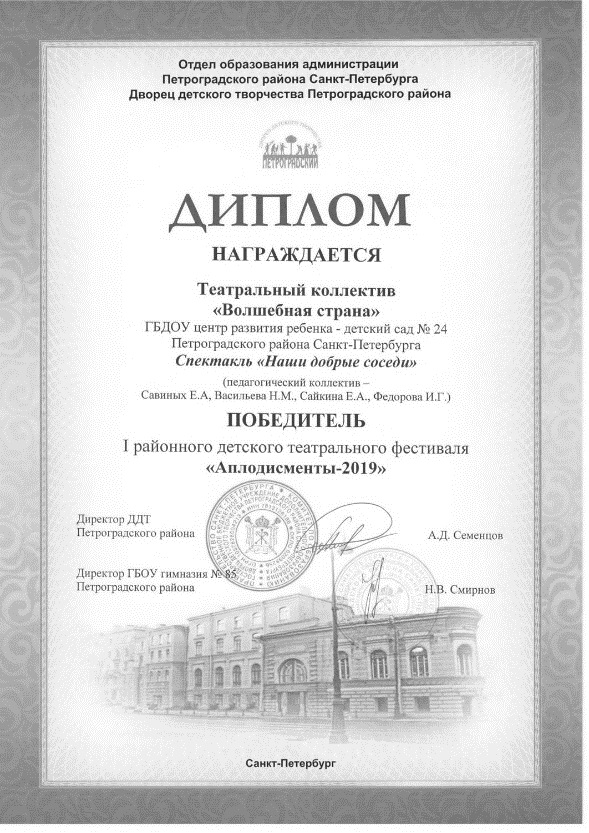 Отдел образования администрации
Петроградского района Санкт-Петербурга
Дворец детского творчества Петроградского района
ПЕТРОГРАДСКИЙ
ДИПЛОМ
НАГРАЖДАЕТСЯ
Театральный коллектив
«Волшебная страна»
ГБДОУ центр развития ребенка - детский сад № 24
Петроградского района Санкт-Петербурга
Спектакль «Наши добрые соседи»
(педагогический коллектив –
Савиных Е.А, Васильева Н.М., Сайкина Е.А., Федорова И.Г.)
ПОБЕДИТЕЛЬ
I районного детского театрального фестиваля
«Аплодисменты-2019»
Директор ДДТ
Петроградского района
А.Д. Семенцов
Директор ГБОУ гимназия № 85
Петроградского района
Н.В. Смирнов
Санкт-Петербург